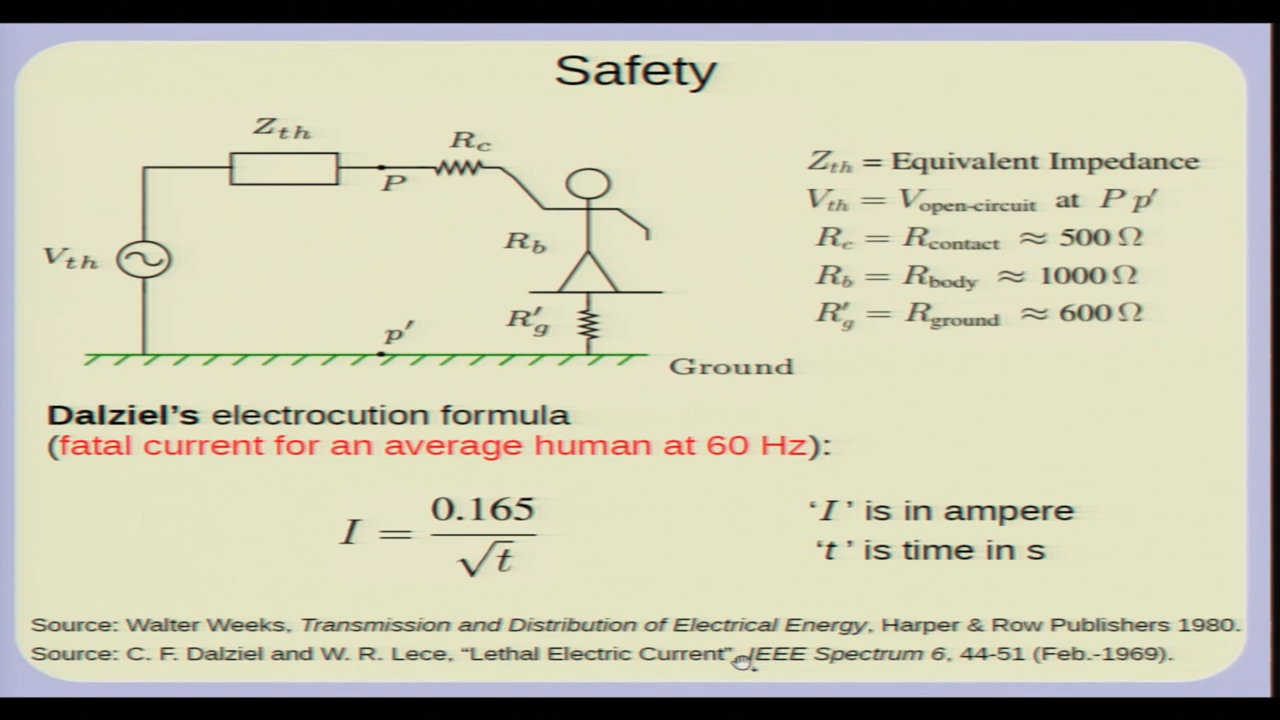 Safety
Z_th
R_c
P
R_b
V_th
R'_g
p'
Ground
Z_th = Equivalent Impedance
V_th = V_open-circuit at P p'
R_c = R_contact ≈ 500 Ω
R_b = R_body ≈ 1000 Ω
R'_g = R_ground ≈ 600 Ω
Dalziel's electrocution formula
(fatal current for an average human at 60 Hz):
I = 0.165 / √t
'I' is in ampere
't' is time in s
Source: Walter Weeks, Transmission and Distribution of Electrical Energy, Harper & Row Publishers 1980.
Source: C. F. Dalziel and W. R. Lece, "Lethal Electric Current", IEEE Spectrum 6, 44-51 (Feb.-1969).